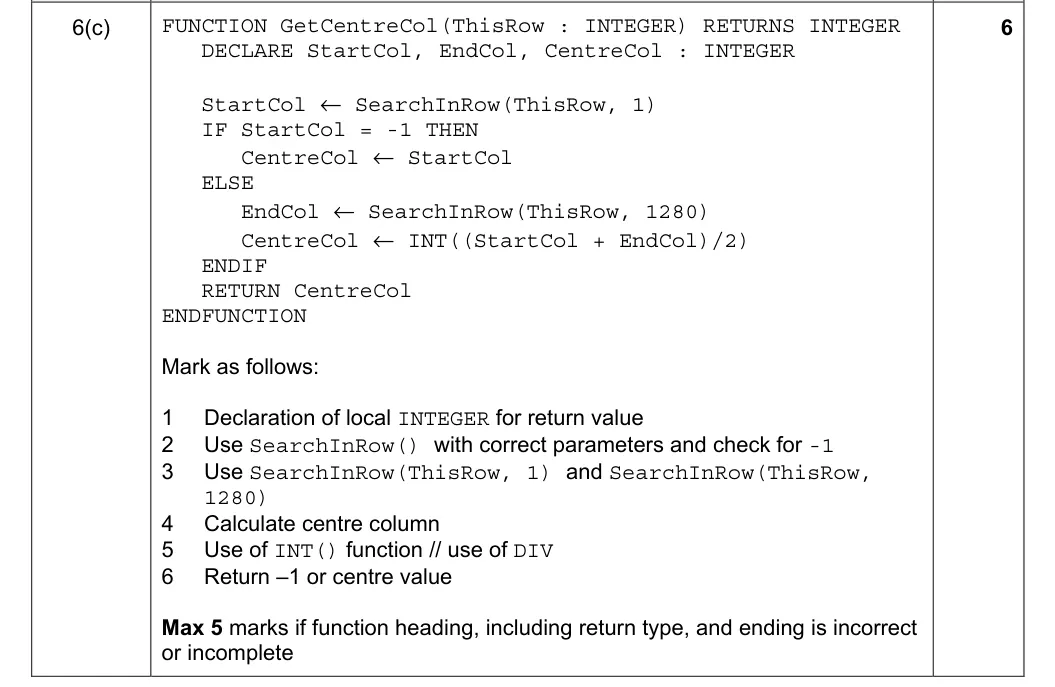 6(c)
FUNCTION GetCentreCol(ThisRow : INTEGER) RETURNS INTEGER
6
DECLARE StartCol, EndCol, CentreCol : INTEGER
StartCol ← SearchInRow(ThisRow, 1)
IF StartCol = -1 THEN
CentreCol ← StartCol
ELSE
EndCol ← SearchInRow(ThisRow, 1280)
CentreCol ← INT((StartCol + EndCol)/2)
ENDIF
RETURN CentreCol
ENDFUNCTION
Mark as follows:
1 Declaration of local INTEGER for return value
2 Use SearchInRow() with correct parameters and check for -1
3 Use SearchInRow(ThisRow, 1) and SearchInRow(ThisRow,
1280)
4 Calculate centre column
5 Use of INT() function // use of DIV
6 Return –1 or centre value
Max 5 marks if function heading, including return type, and ending is incorrect
or incomplete